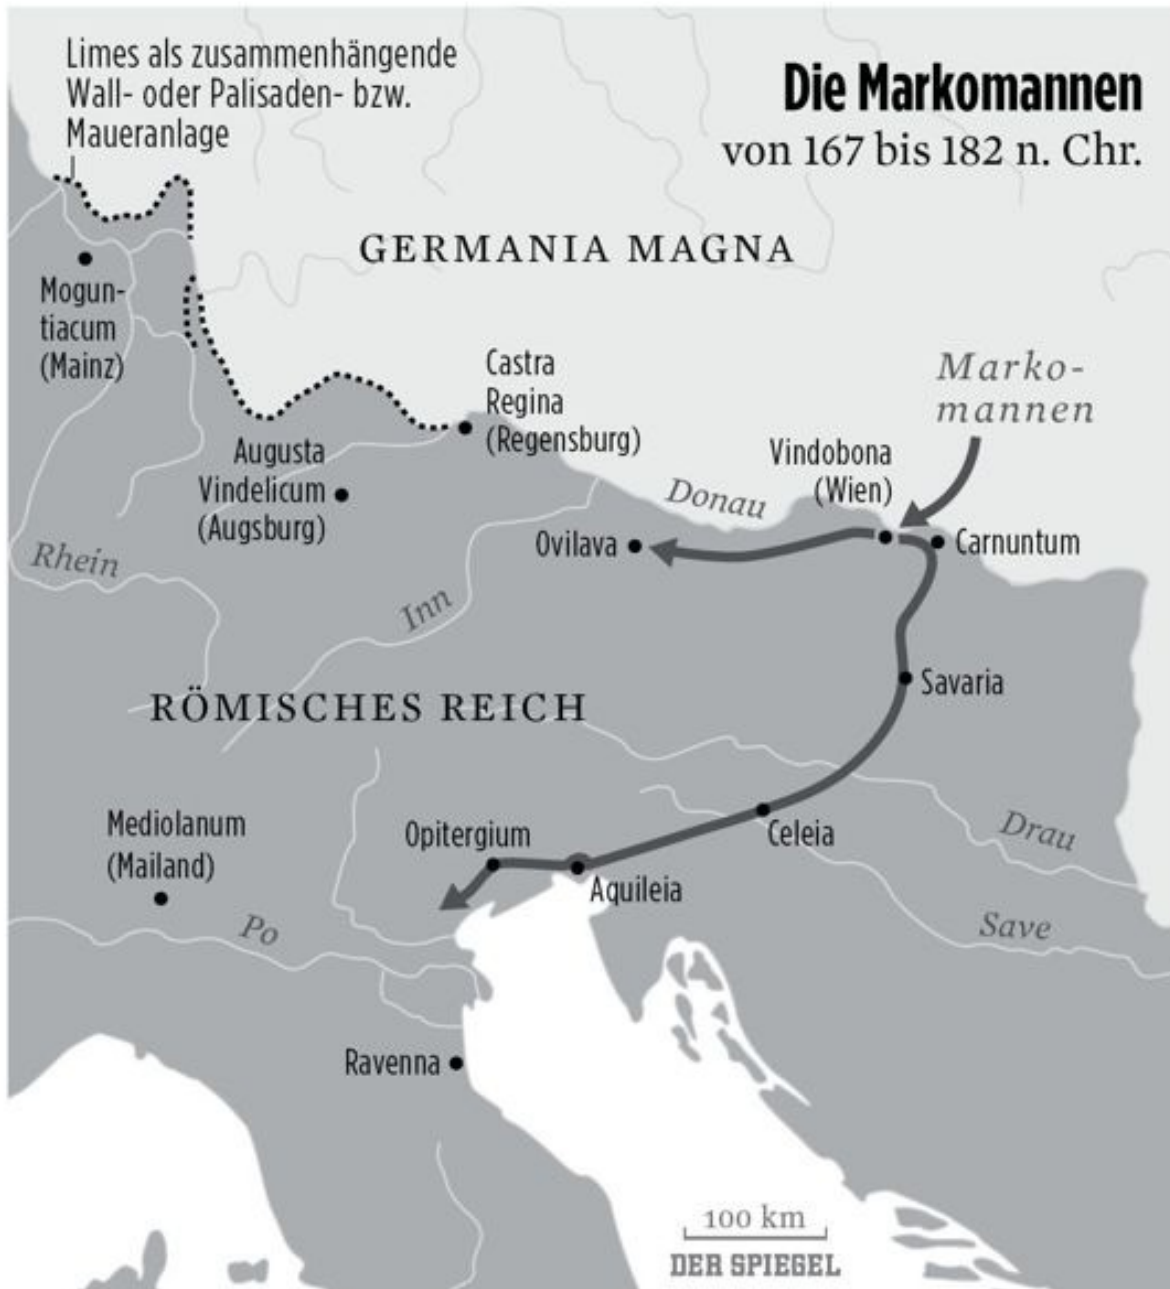 Limes als zusammenhängende
Wall- oder Palisaden- bzw.
Maueranlage
Die Markomannen
von 167 bis 182 n. Chr.
GERMANIA MAGNA
Mogun-
tiacum
(Mainz)
Castra
Regina
(Regensburg)
Marko-
mannen
Augusta
Vindelicum
(Augsburg)
Vindobona
(Wien)
Donau
Ovilava
Carnuntum
Rhein
Inn
Savaria
RÖMISCHES REICH
Mediolanum
(Mailand)
Opitergium
Celeia
Drau
Aquileia
Po
Save
Ravenna
100 km
DER SPIEGEL